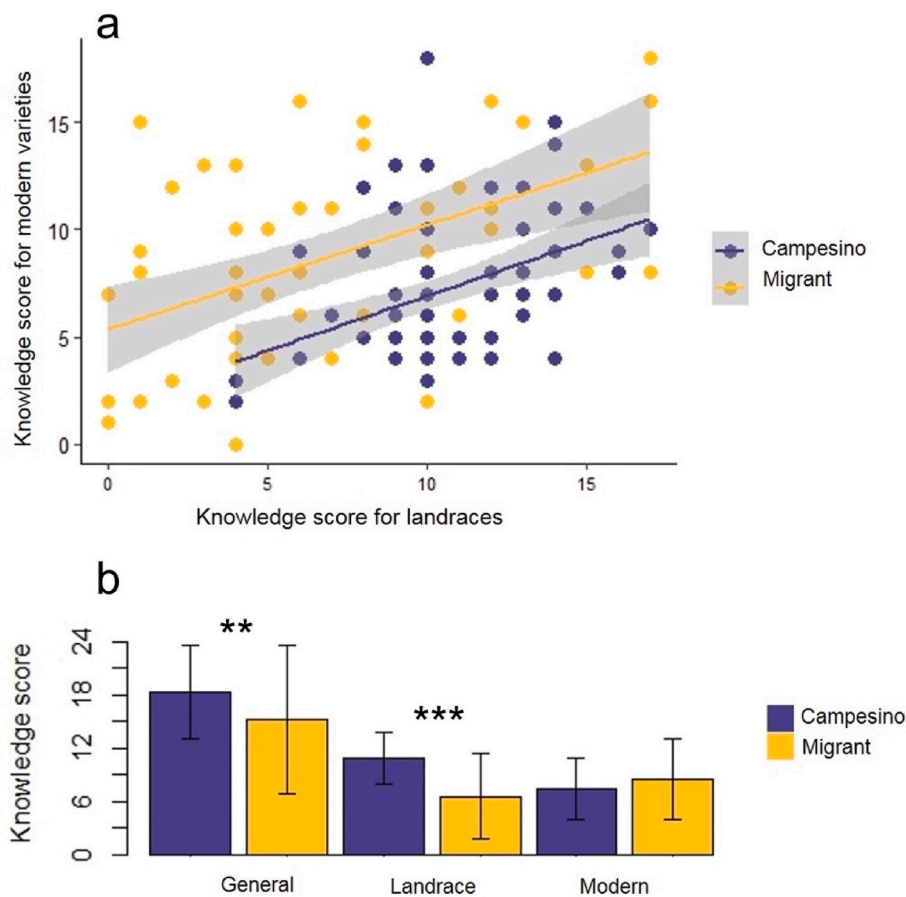 a
Knowledge score for modern varieties
15
10
5
0
0 5 10 15
Knowledge score for landraces
Campesino
Migrant
b
Knowledge score
24
18
12
6
0
**
***
General Landrace Modern
Campesino
Migrant